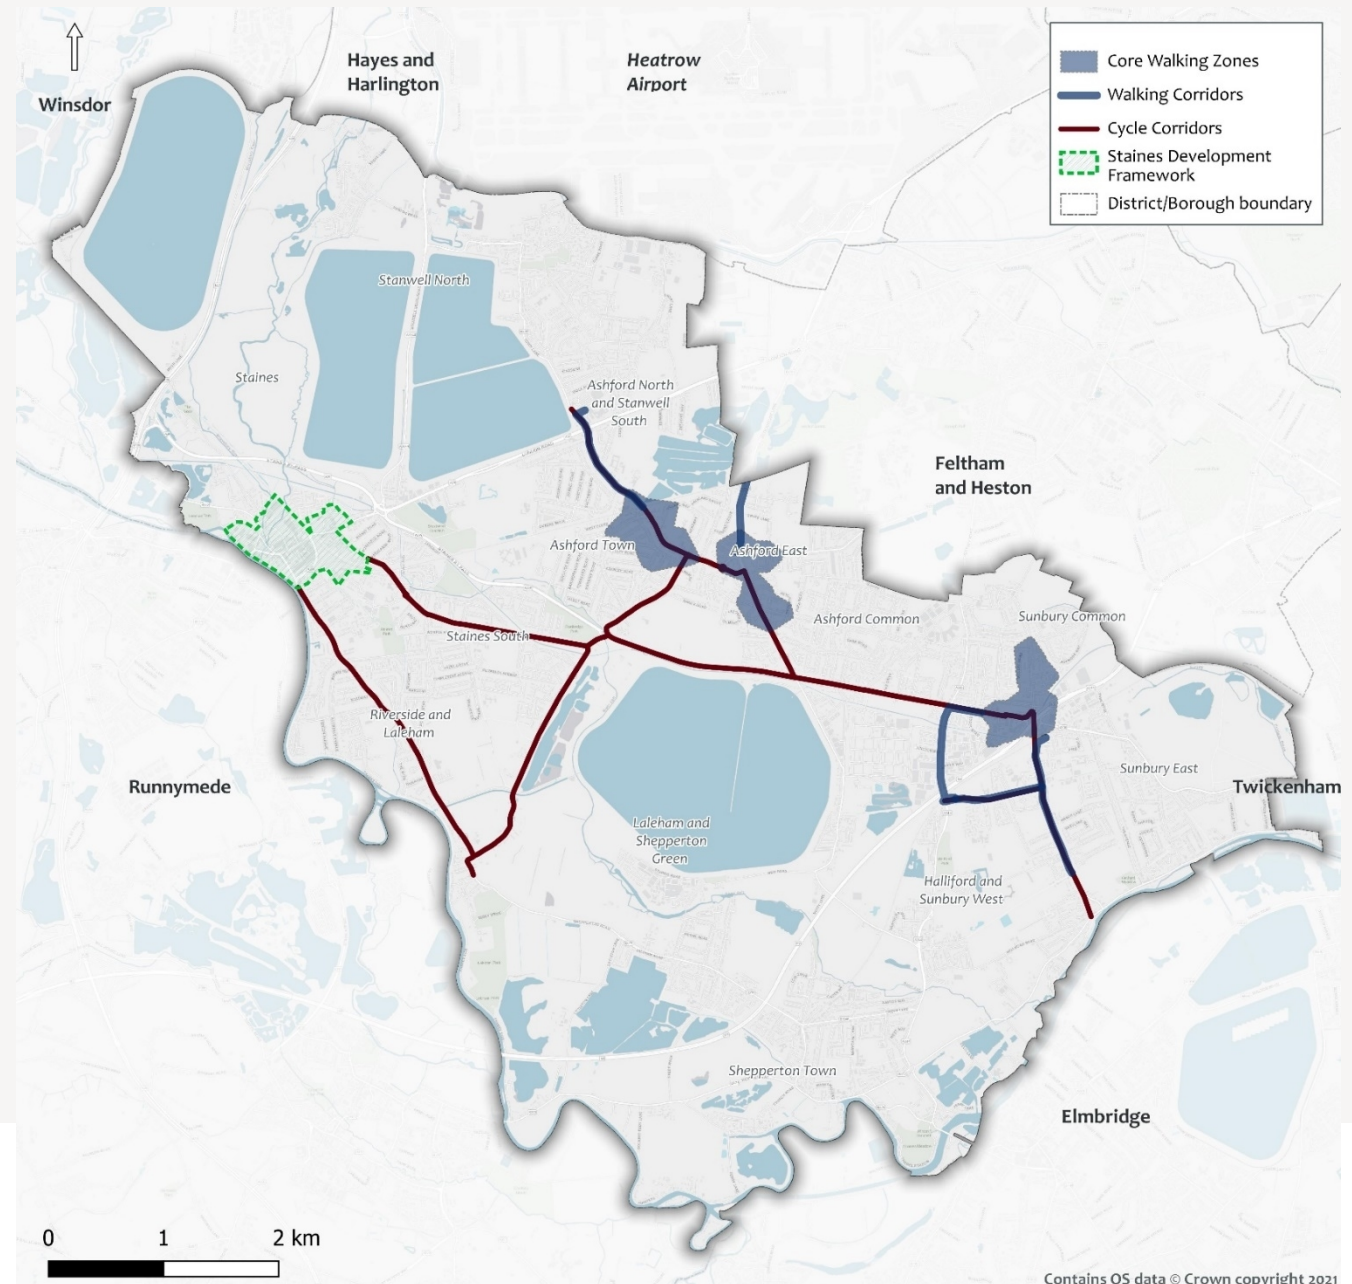 Hayes and
Harlington
Heatrow
Airport
Winsdor
Core Walking Zones
Walking Corridors
Cycle Corridors
Staines Development
Framework
District/Borough boundary
Stanwell North
Staines
Ashford North
and Stanwell
South
Feltham
and Heston
Ashford Town
Ashford East
Ashford Common
Sunbury Common
Staines South
Riverside and
Laleham
Runnymede
Sunbury East
Twickenham
Laleham and
Shepperton
Green
Halliford and
Sunbury West
Shepperton Town
Elmbridge
0 1 2 km
Contains OS data © Crown copyright 2021